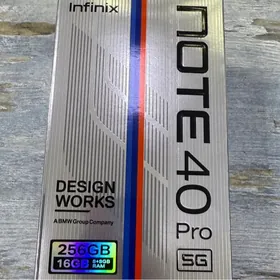 Infinix
NOTE 40
Pro
5G
DESIGN
WORKS
A BMW Group Company
256GB
16GB 8+8GB
RAM